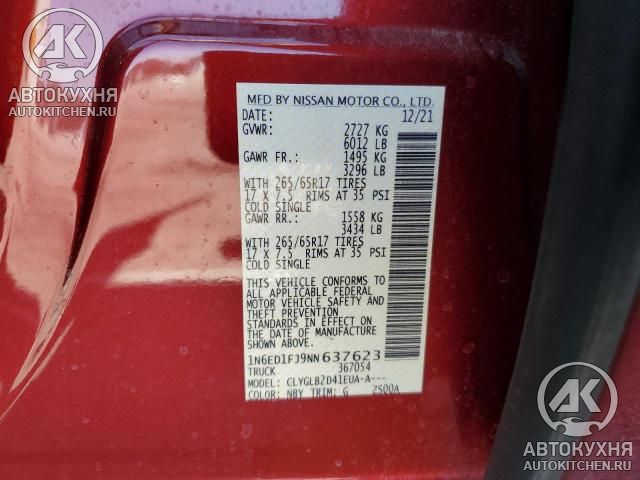 АК
АВТОКУХНЯ
AUTOKITCHEN.RU
MFD BY NISSAN MOTOR CO., LTD.
DATE: 12/21
GVWR: 2727 KG
6012 LB
GAWR FR.: 1495 KG
3296 LB
WITH 265/65R17 TIRES
17 X 7.5 RIMS AT 35 PSI
COLD SINGLE
GAWR RR.: 1558 KG
3434 LB
WITH 265/65R17 TIRES
17 X 7.5 RIMS AT 35 PSI
COLD SINGLE
THIS VEHICLE CONFORMS TO
ALL APPLICABLE FEDERAL
MOTOR VEHICLE SAFETY AND
THEFT PREVENTION
STANDARDS IN EFFECT ON
THE DATE OF MANUFACTURE
SHOWN ABOVE.
1N6ED1FJ9NN637623
TRUCK 367054
MODEL: CLYGLB2D41EUA-A---
COLOR: NBY TRIM: G 2S00A
АК
АВТОКУХНЯ
AUTOKITCHEN.RU